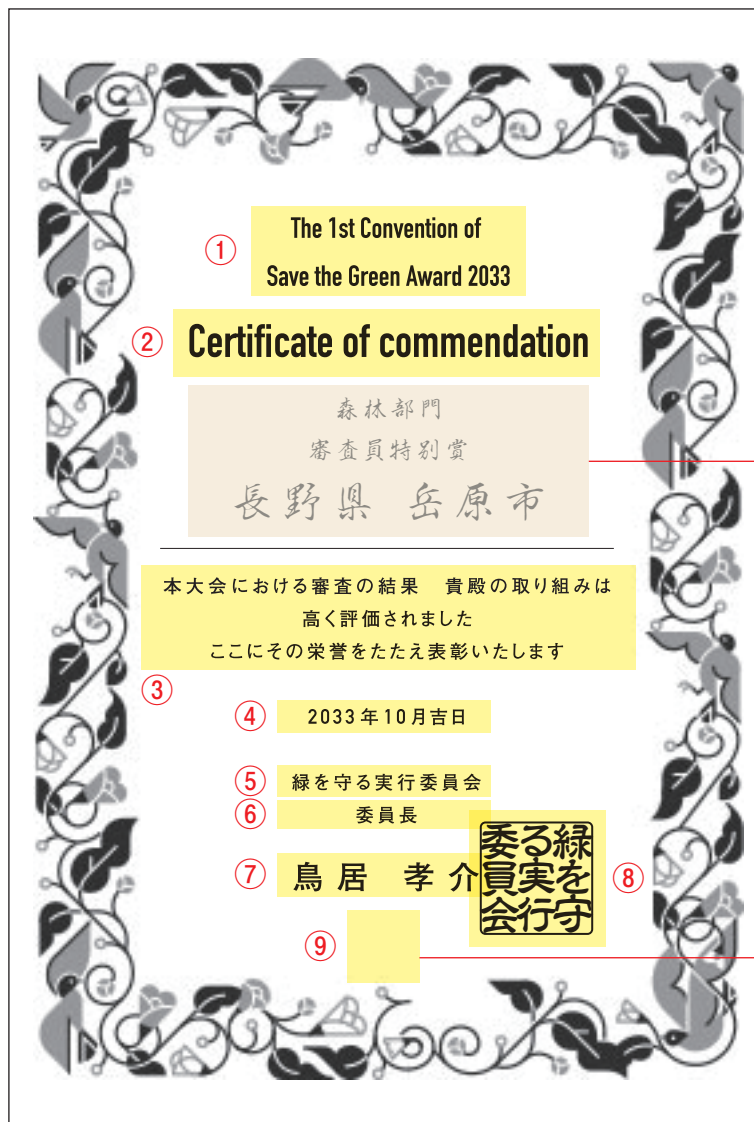 ①
The 1st Convention of
Save the Green Award 2033
②
Certificate of commendation
森林部門
審査員特別賞
長野県 岳原市
本大会における審査の結果　貴殿の取り組みは
高く評価されました
ここにその栄誉をたたえ表彰いたします
③
④
2033年10月吉日
⑤
緑を守る実行委員会
⑥
委員長
⑦
鳥居 孝介
緑を守
る実行
委員会
⑧
⑨